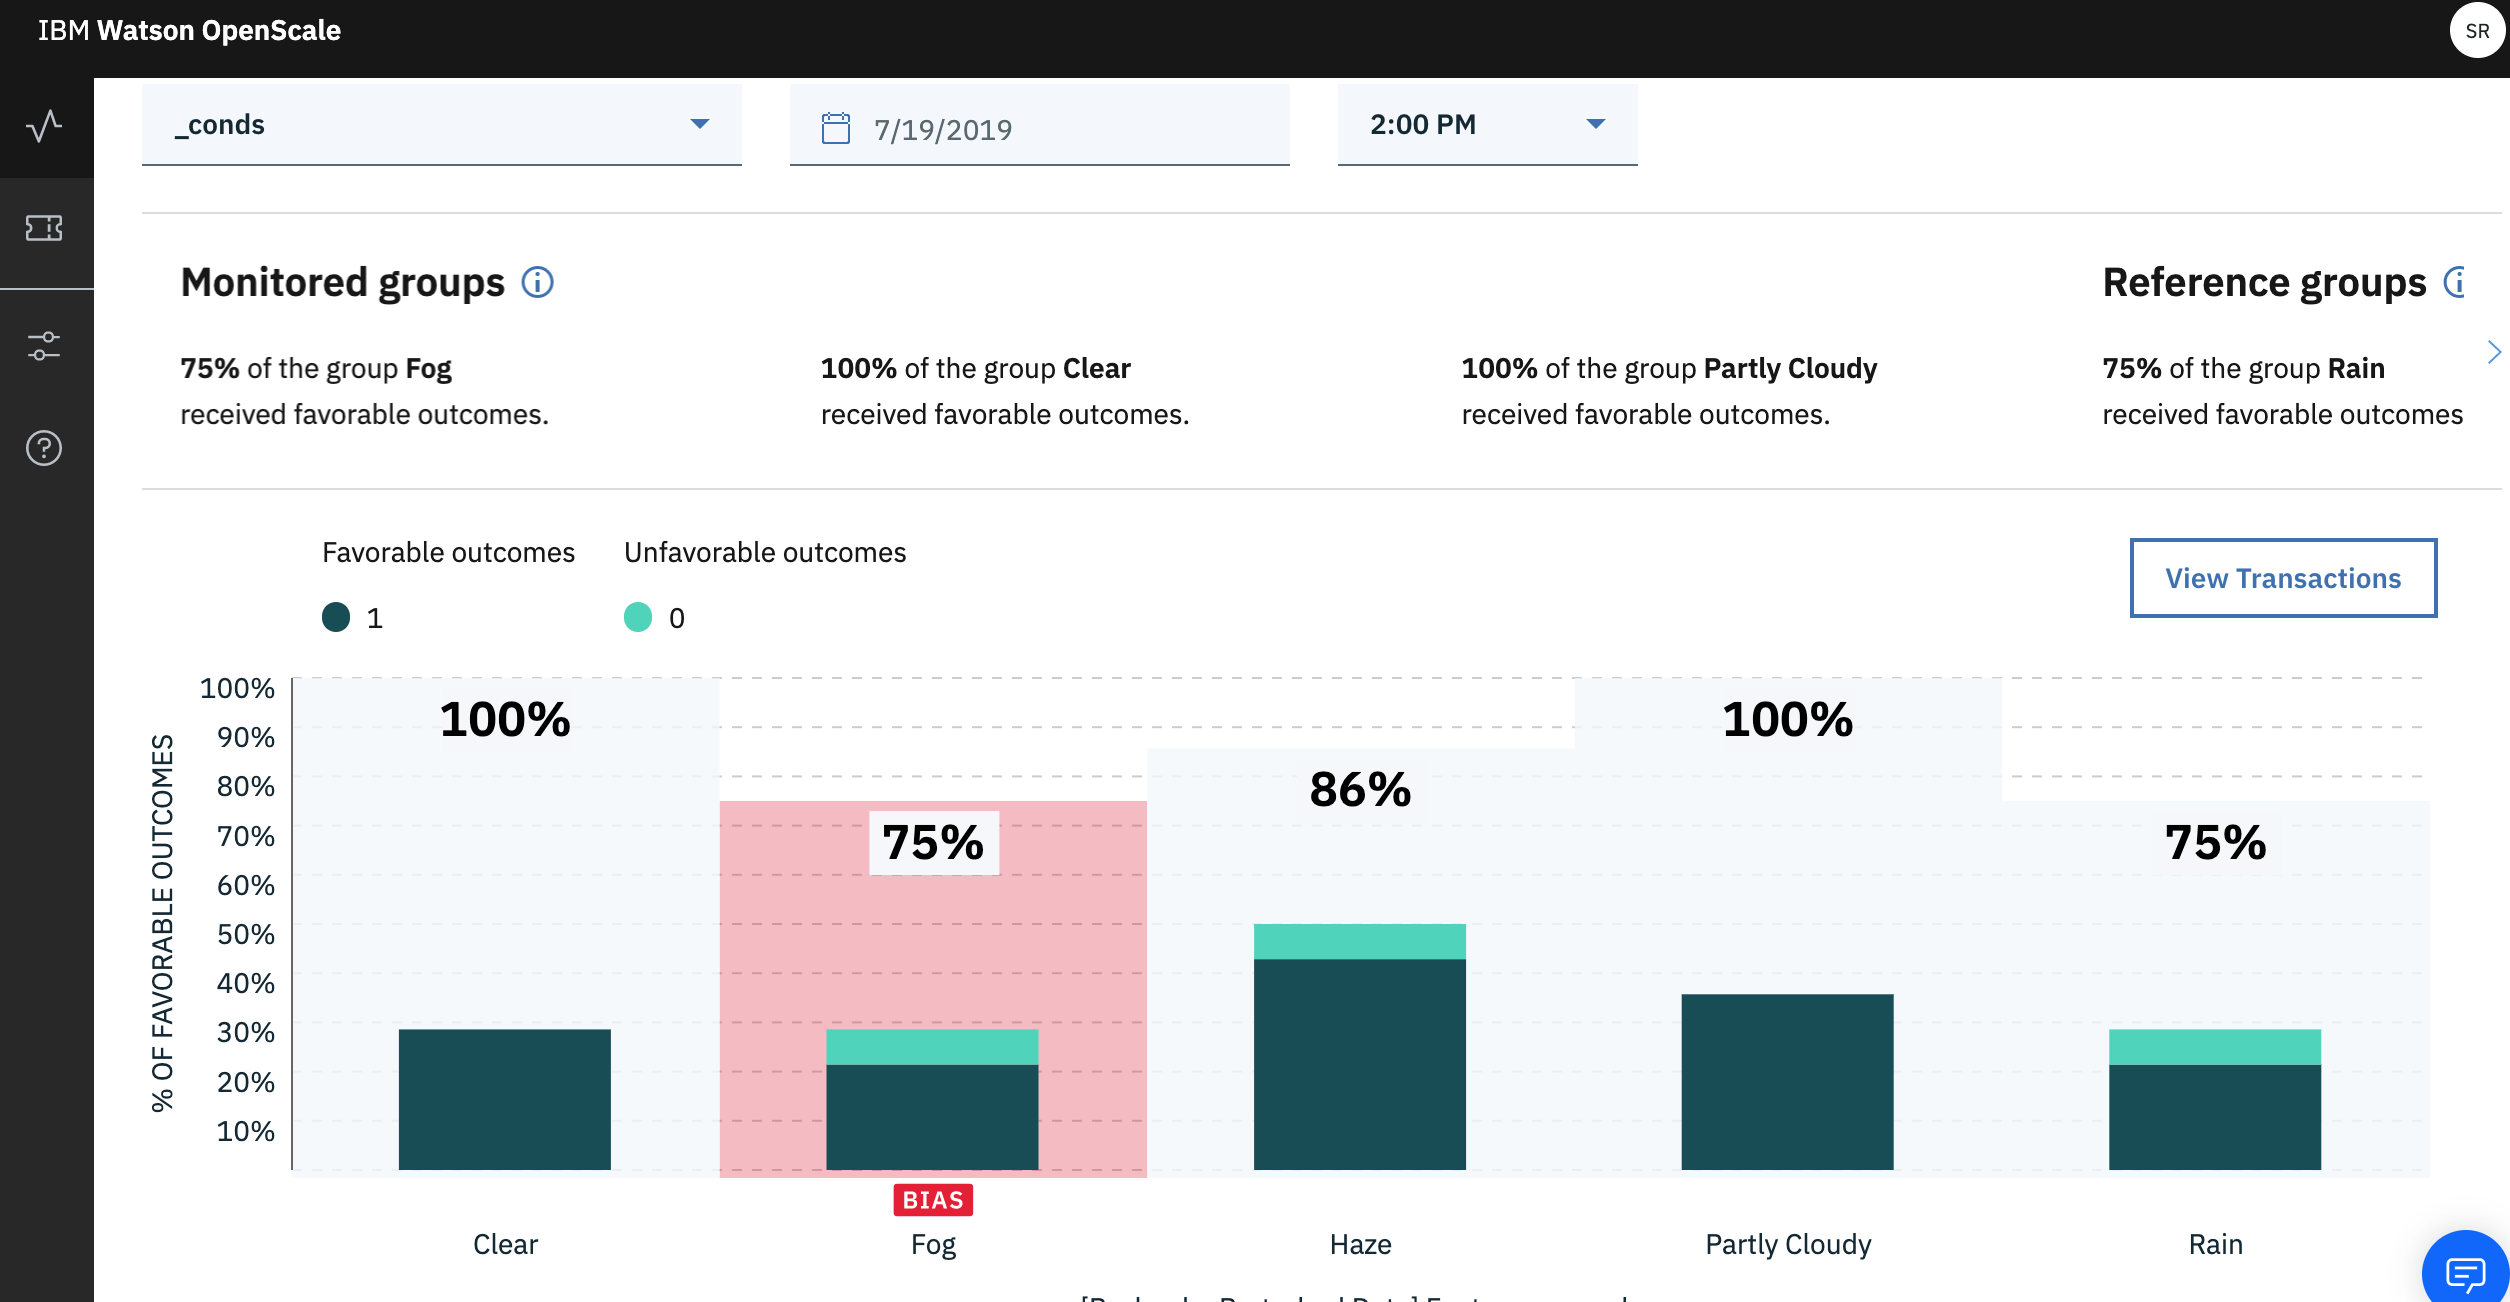 IBM Watson OpenScale
SR
_conds
7/19/2019
2:00 PM
Monitored groups
Reference groups
75% of the group Fog
received favorable outcomes.
100% of the group Clear
received favorable outcomes.
100% of the group Partly Cloudy
received favorable outcomes.
75% of the group Rain
received favorable outcomes
Favorable outcomes
Unfavorable outcomes
1
0
View Transactions
% OF FAVORABLE OUTCOMES
100%
90%
80%
70%
60%
50%
40%
30%
20%
10%
100%
75%
86%
100%
75%
BIAS
Clear
Fog
Haze
Partly Cloudy
Rain